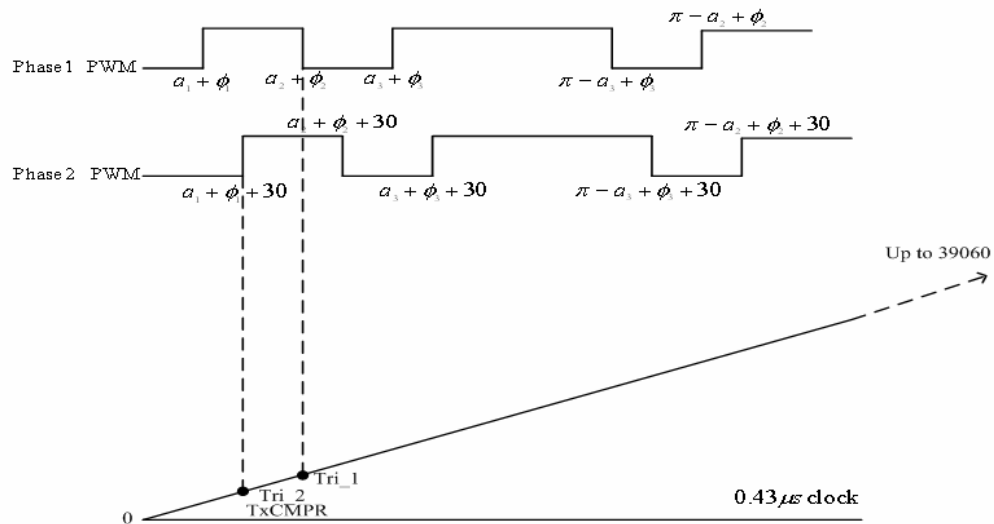 π − a₂ + ϕ₂
Phase 1 PWM
a₁ + ϕ₁
a₂ + ϕ₂
a₃ + ϕ₃
π − a₃ + ϕ₃
a₂ + ϕ₂ + 30
π − a₂ + ϕ₂ + 30
Phase 2 PWM
a₁ + ϕ₁ + 30
a₃ + ϕ₃ + 30
π − a₃ + ϕ₃ + 30
Up to 39060
Tri_1
Tri_2
TxCMPR
0.43 μs clock
0